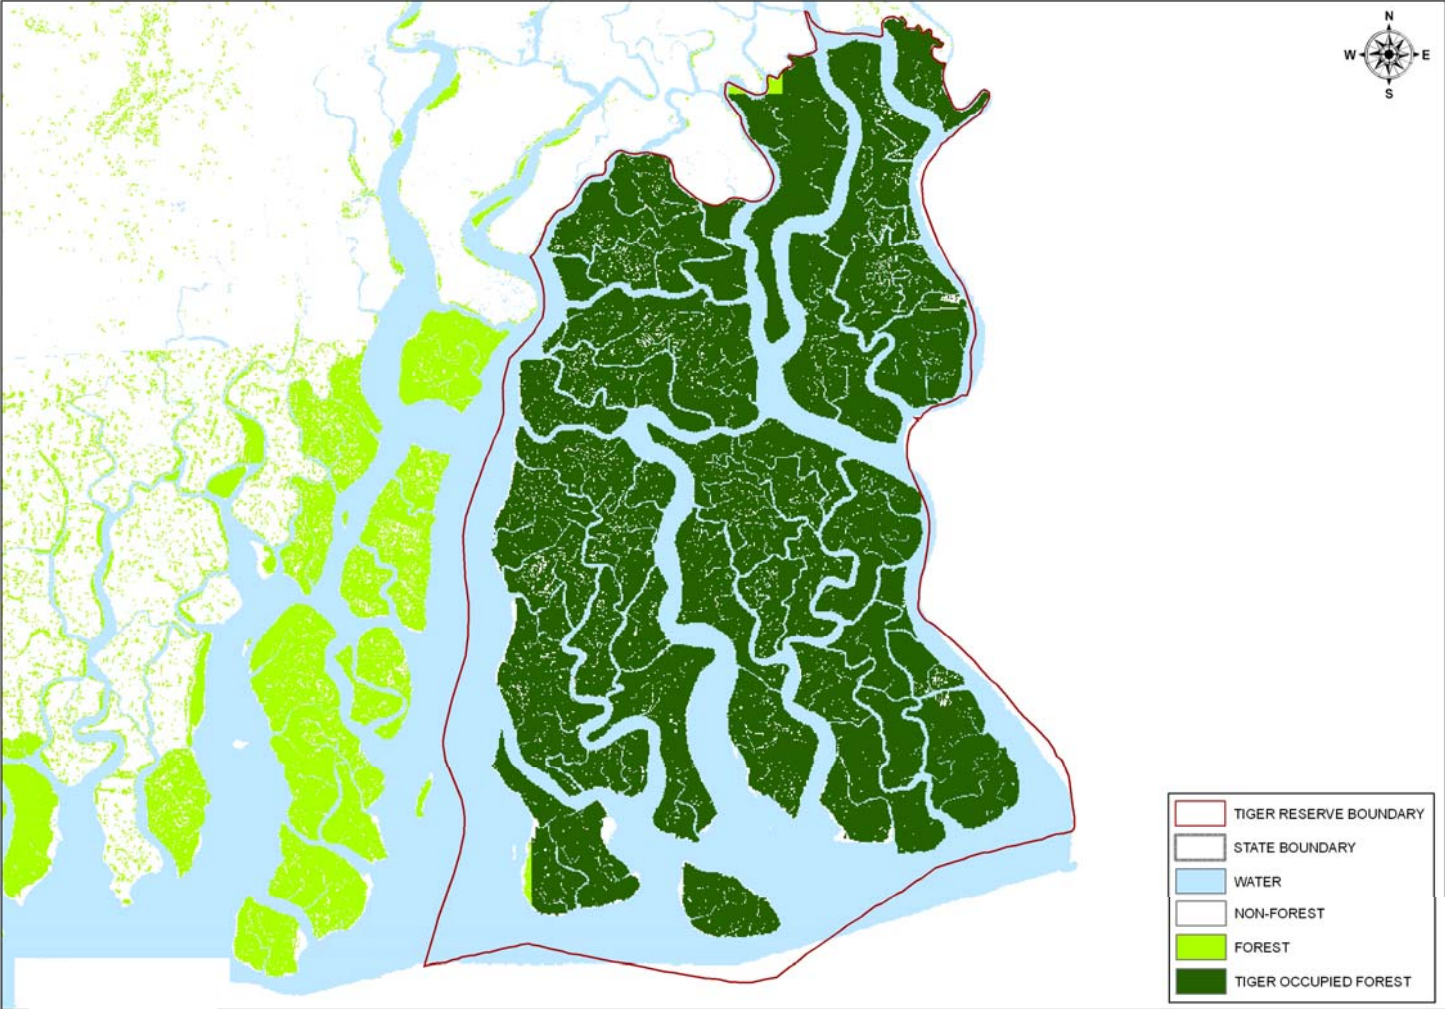 N
W E
S
TIGER RESERVE BOUNDARY
STATE BOUNDARY
WATER
NON-FOREST
FOREST
TIGER OCCUPIED FOREST